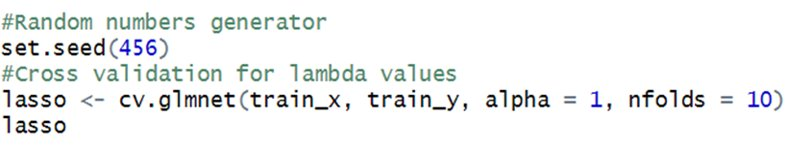 #Random numbers generator
set.seed(456)
#Cross validation for lambda values
lasso <- cv.glmnet(train_x, train_y, alpha = 1, nfolds = 10)
lasso